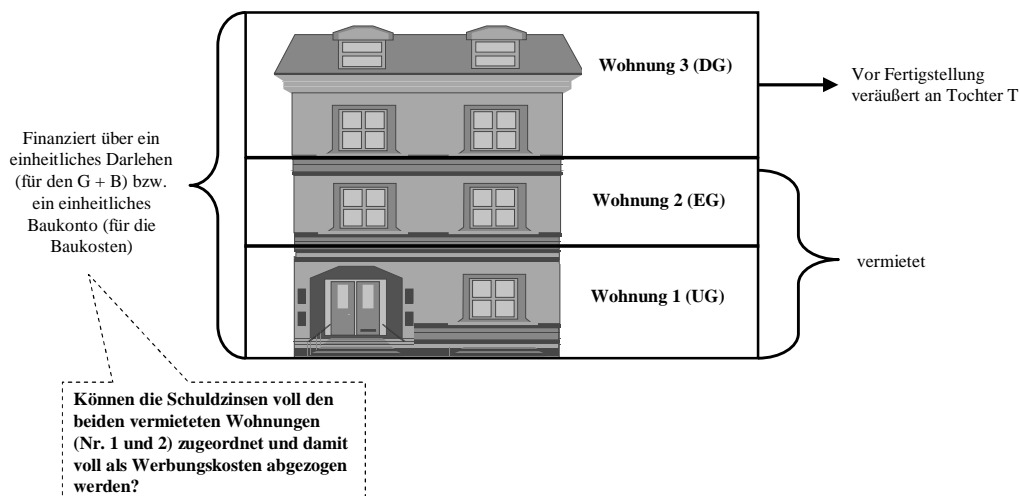 Wohnung 3 (DG)
Vor Fertigstellung
veräußert an Tochter T
Finanziert über ein
einheitliches Darlehen
(für den G + B) bzw.
ein einheitliches
Baukonto (für die
Baukosten)
Wohnung 2 (EG)
vermietet
Wohnung 1 (UG)
Können die Schuldzinsen voll den
beiden vermieteten Wohnungen
(Nr. 1 und 2) zugeordnet und damit
voll als Werbungskosten abgezogen
werden?